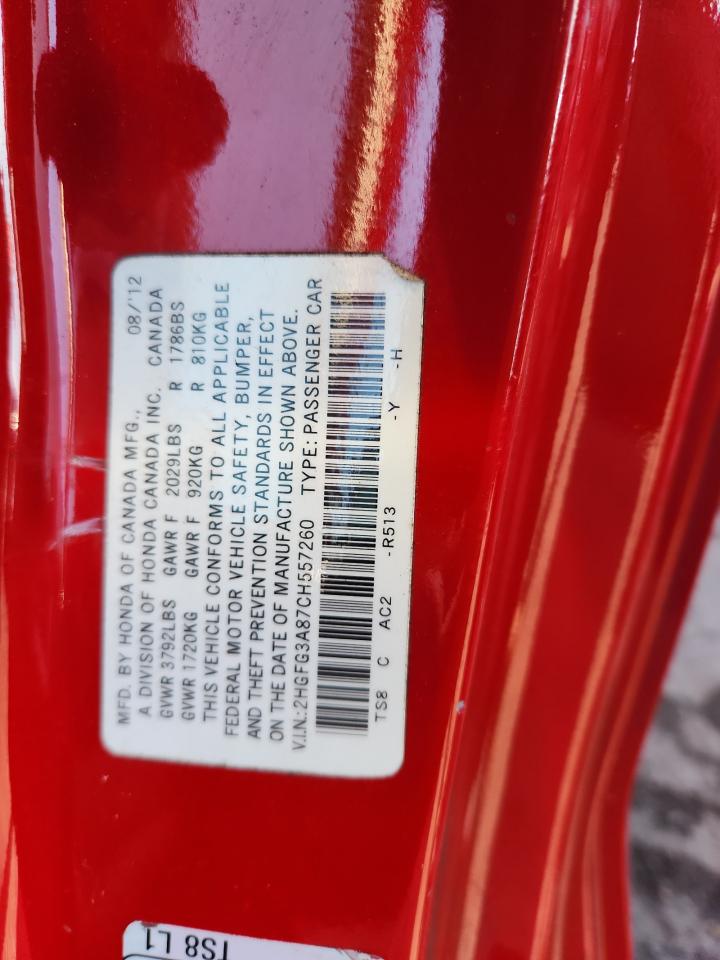 MFD. BY HONDA OF CANADA MFG., 08/'12
A DIVISION OF HONDA CANADA INC. CANADA
GVWR 3792LBS GAWR F 2029LBS R 1786BS
GVWR 1720KG GAWR F 920KG R 810KG
THIS VEHICLE CONFORMS TO ALL APPLICABLE
FEDERAL MOTOR VEHICLE SAFETY, BUMPER,
AND THEFT PREVENTION STANDARDS IN EFFECT
ON THE DATE OF MANUFACTURE SHOWN ABOVE.
V.I.N.: 2HGFG3A87CH557260 TYPE: PASSENGER CAR
TS8 C AC2 -R513 -Y -H
TS8 L1